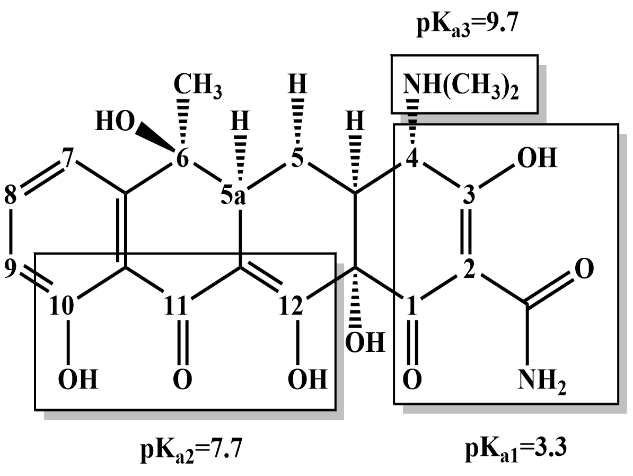 pKa3=9.7
CH3 H NH(CH3)2
HO H H
7 6 5 4 OH
8 5a 3
9 2 O
10 11 12 1
OH
OH O OH O NH2
pKa2=7.7 pKa1=3.3